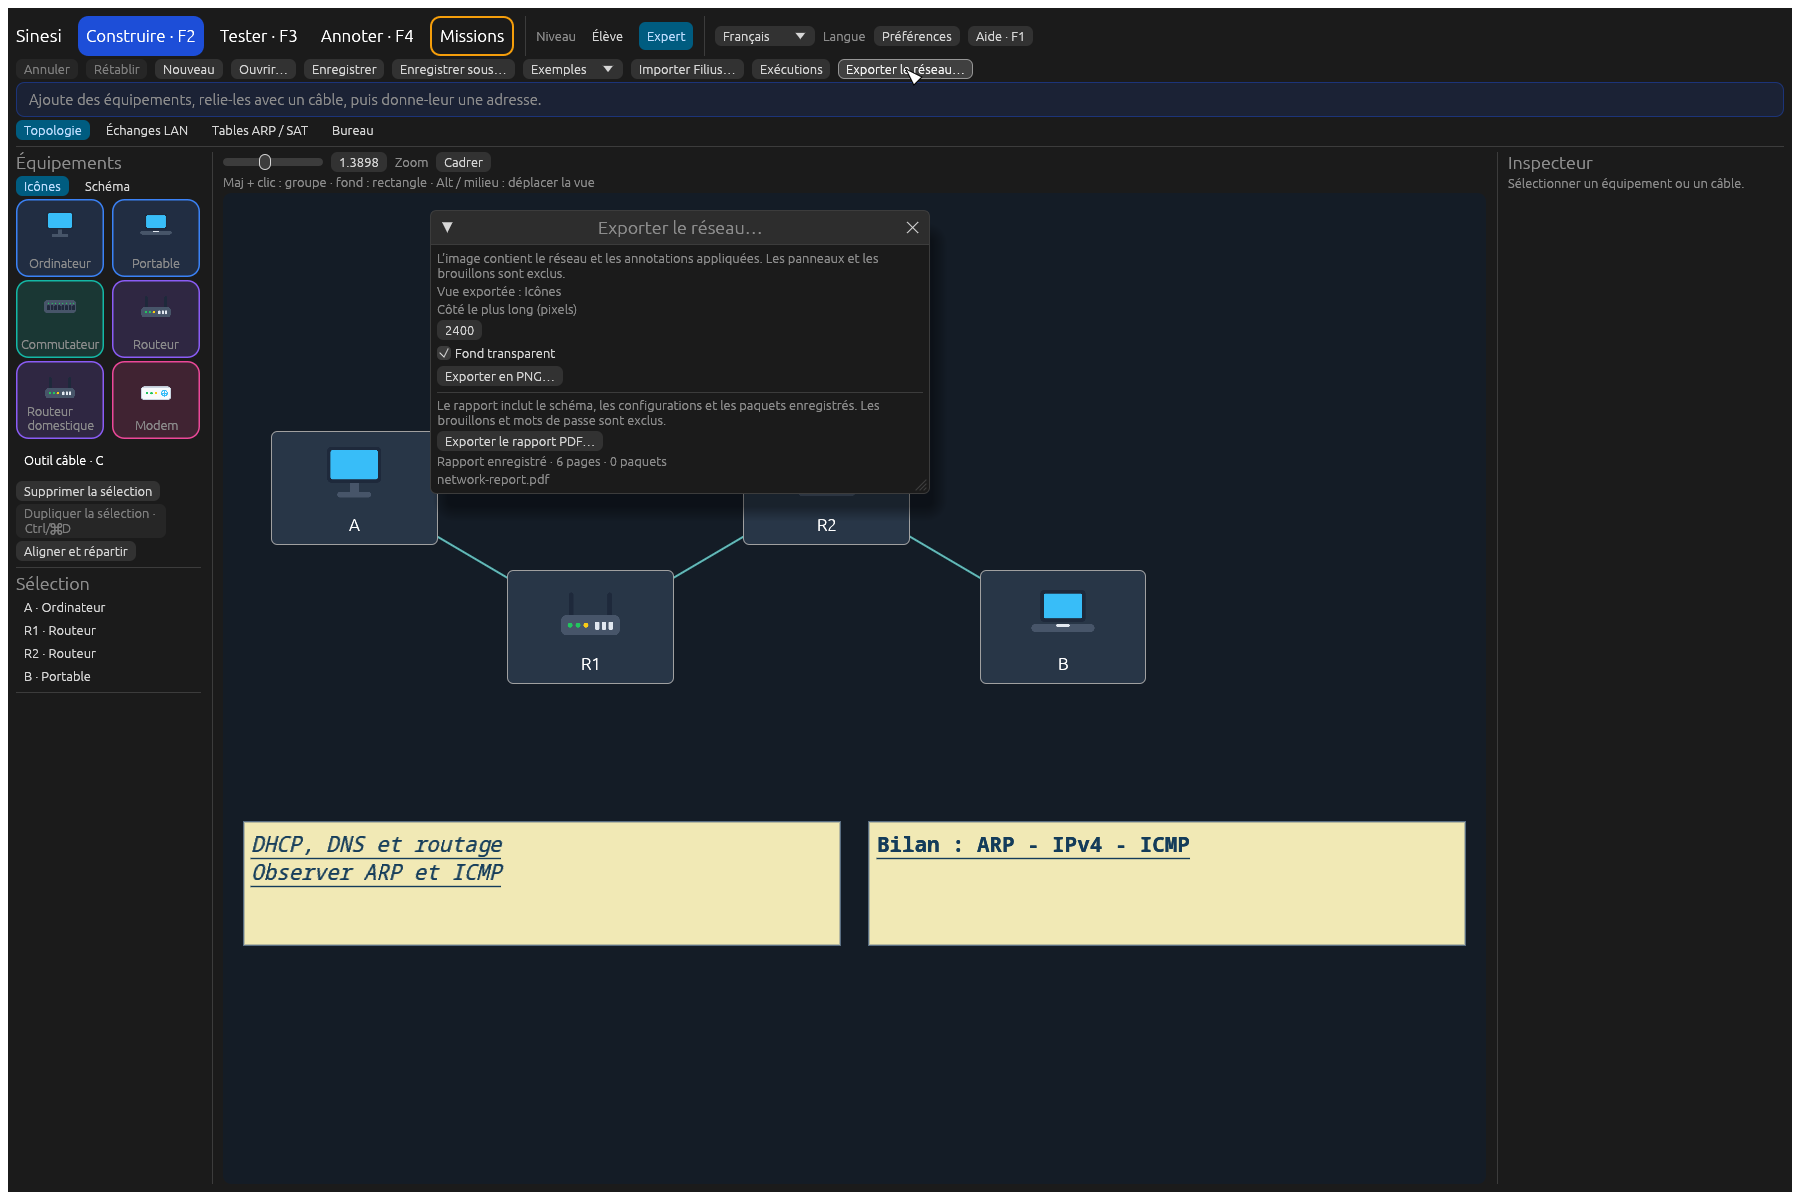 Sinesi
Construire · F2
Tester · F3
Annoter · F4
Missions
Niveau
Élève
Expert
Français
Langue
Préférences
Aide · F1
Annuler
Rétablir
Nouveau
Ouvrir…
Enregistrer
Enregistrer sous…
Exemples
Importer Filius…
Exécutions
Exporter le réseau…
Ajoute des équipements, relie-les avec un câble, puis donne-leur une adresse.
Topologie
Échanges LAN
Tables ARP / SAT
Bureau
Équipements
Icônes
Schéma
Ordinateur
Portable
Commutateur
Routeur
Routeur
domestique
Modem
Outil câble · C
Supprimer la sélection
Dupliquer la sélection ·
Ctrl/⌘D
Aligner et répartir
Sélection
A · Ordinateur
R1 · Routeur
R2 · Routeur
B · Portable
1.3898
Zoom
Cadrer
Maj + clic : groupe · fond : rectangle · Alt / milieu : déplacer la vue
Exporter le réseau…
L'image contient le réseau et les annotations appliquées. Les panneaux et les
brouillons sont exclus.
Vue exportée : Icônes
Côté le plus long (pixels)
2400
Fond transparent
Exporter en PNG…
Le rapport inclut le schéma, les configurations et les paquets enregistrés. Les
brouillons et mots de passe sont exclus.
Exporter le rapport PDF…
Rapport enregistré · 6 pages · 0 paquets
network-report.pdf
A
R2
R1
B
DHCP, DNS et routage
Observer ARP et ICMP
Bilan : ARP - IPv4 - ICMP
Inspecteur
Sélectionner un équipement ou un câble.